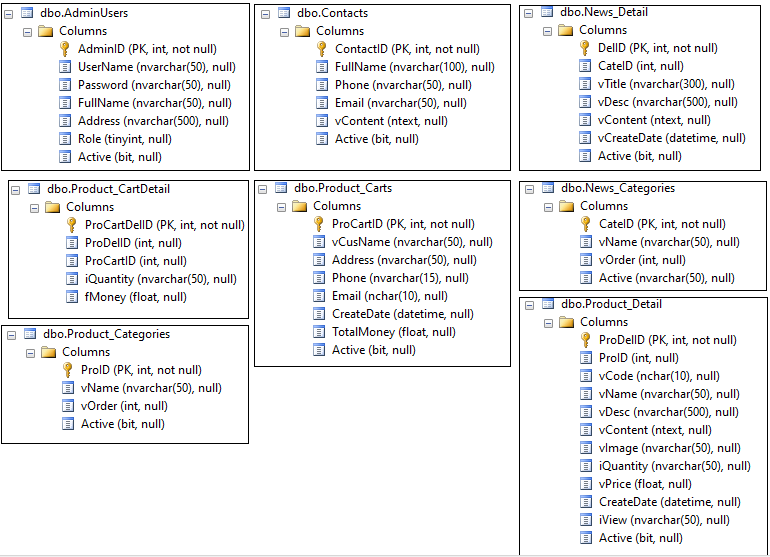 dbo.AdminUsers
Columns
AdminID (PK, int, not null)
UserName (nvarchar(50), null)
Password (nvarchar(50), null)
FullName (nvarchar(50), null)
Address (nvarchar(500), null)
Role (tinyint, null)
Active (bit, null)
dbo.Contacts
Columns
ContactID (PK, int, not null)
FullName (nvarchar(100), null)
Phone (nvarchar(50), null)
Email (nvarchar(50), null)
vContent (ntext, null)
Active (bit, null)
dbo.News_Detail
Columns
DelID (PK, int, not null)
CateID (int, null)
vTitle (nvarchar(300), null)
vDesc (nvarchar(500), null)
vContent (ntext, null)
vCreateDate (datetime, null)
Active (bit, null)
dbo.Product_CartDetail
Columns
ProCartDelID (PK, int, not null)
ProDelID (int, null)
ProCartID (int, null)
iQuantity (nvarchar(50), null)
fMoney (float, null)
dbo.Product_Carts
Columns
ProCartID (PK, int, not null)
vCusName (nvarchar(50), null)
Address (nvarchar(50), null)
Phone (nvarchar(15), null)
Email (nchar(10), null)
CreateDate (datetime, null)
TotalMoney (float, null)
Active (bit, null)
dbo.News_Categories
Columns
CateID (PK, int, not null)
vName (nvarchar(50), null)
vOrder (int, null)
Active (nvarchar(50), null)
dbo.Product_Categories
Columns
ProID (PK, int, not null)
vName (nvarchar(50), null)
vOrder (int, null)
Active (bit, null)
dbo.Product_Detail
Columns
ProDelID (PK, int, not null)
ProID (int, null)
vCode (nchar(10), null)
vName (nvarchar(50), null)
vDesc (nvarchar(500), null)
vContent (ntext, null)
vImage (nvarchar(50), null)
iQuantity (nvarchar(50), null)
vPrice (float, null)
CreateDate (datetime, null)
iView (nvarchar(50), null)
Active (bit, null)